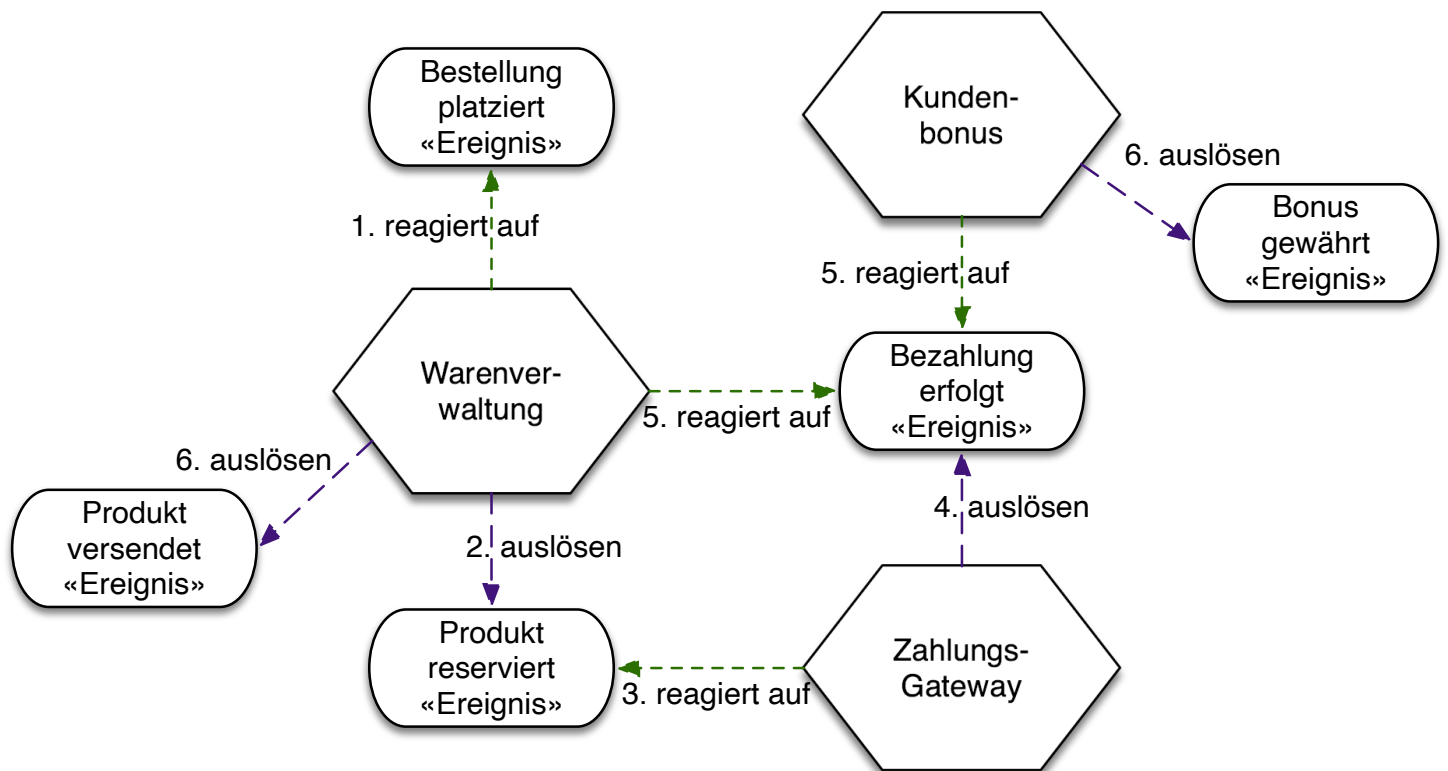 Bestellung
platziert
«Ereignis»
Kunden-
bonus
6. auslösen
Bonus
gewährt
«Ereignis»
1. reagiert auf
5. reagiert auf
Warenver-
waltung
Bezahlung
erfolgt
«Ereignis»
5. reagiert auf
6. auslösen
Produkt
versendet
«Ereignis»
2. auslösen
4. auslösen
Produkt
reserviert
«Ereignis»
3. reagiert auf
Zahlungs-
Gateway